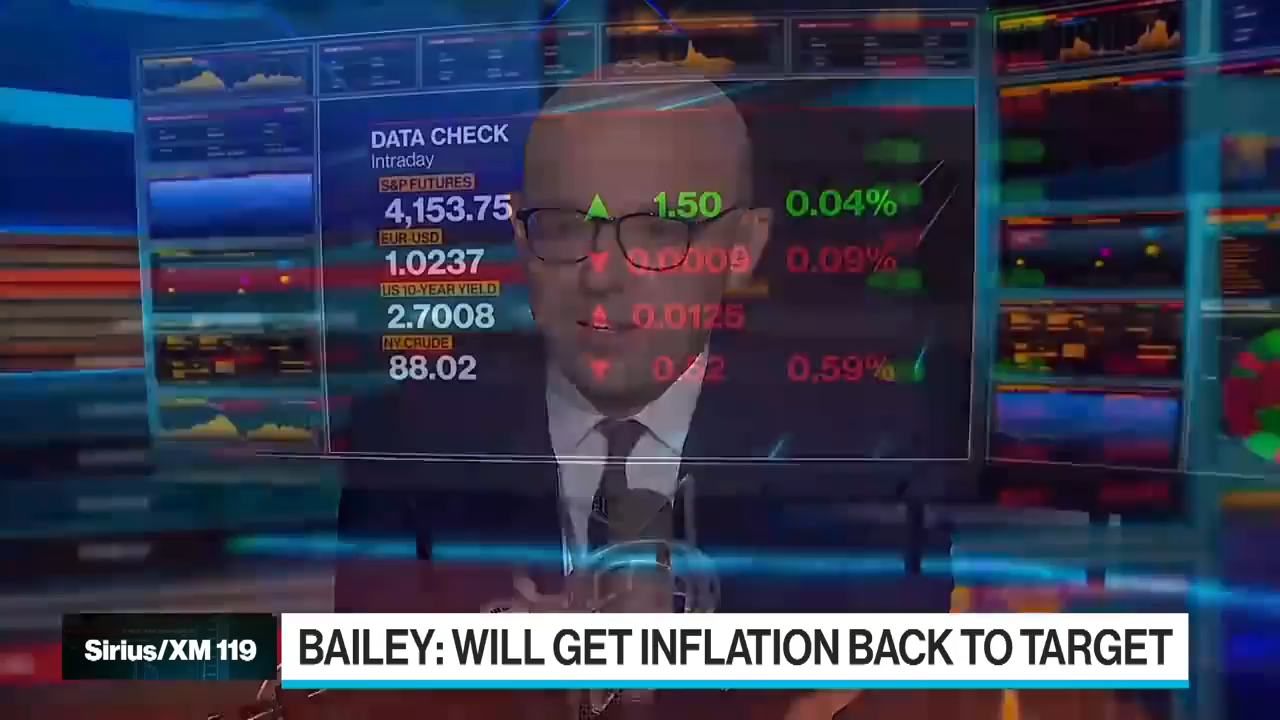 DATA CHECK
Intraday
S&P FUTURES
4,153.75 ▲ 1.50 0.04%
EUR-USD
1.0237 ▼ 0.0009 0.09%
US 10-YEAR YIELD
2.7008 ▲ 0.0125
NY CRUDE
88.02 ▼ 0.52 0.59%
Sirius/XM 119
BAILEY: WILL GET INFLATION BACK TO TARGET